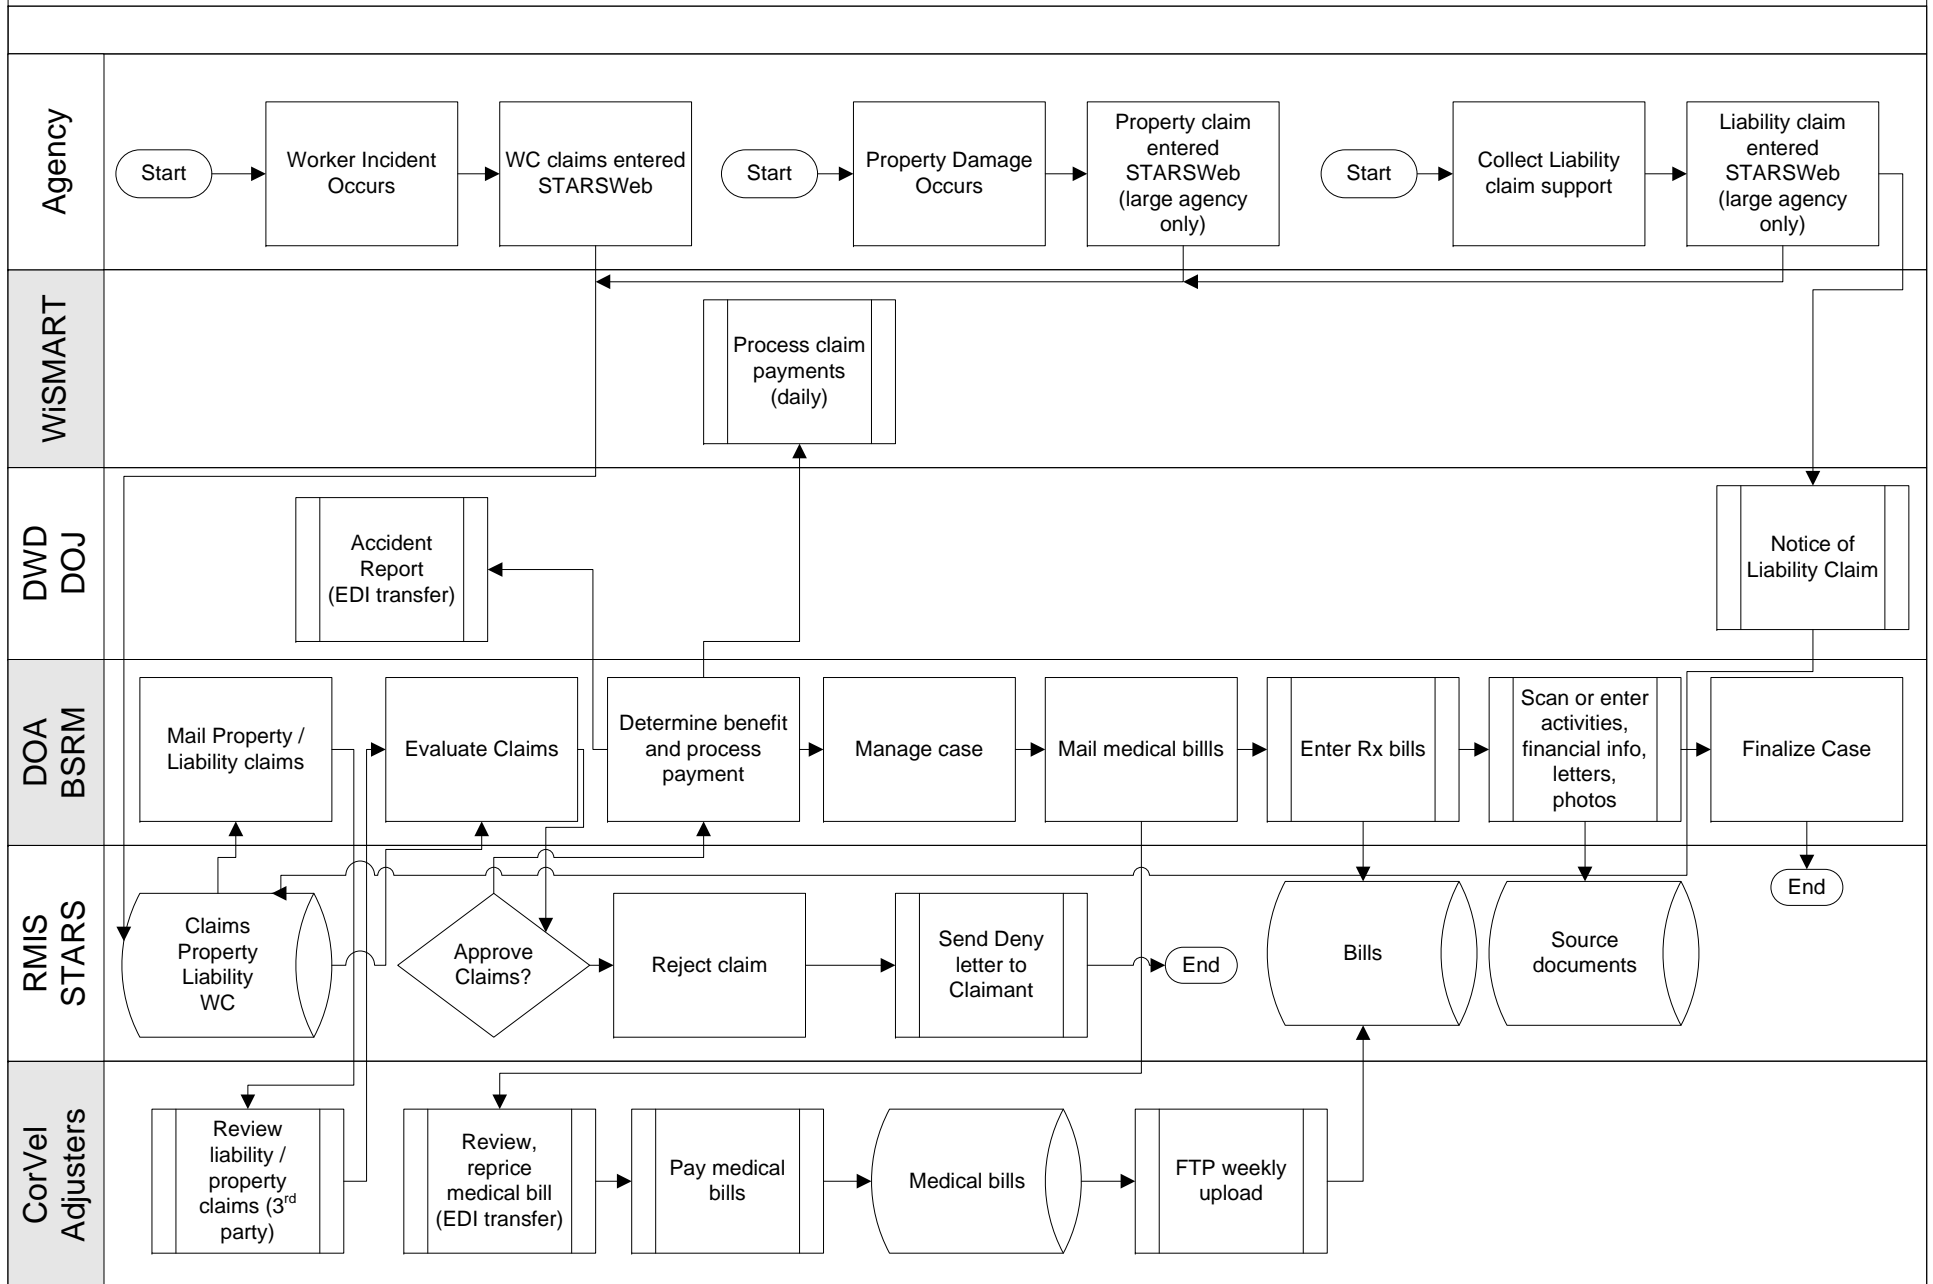 Agency
Start
Worker Incident
Occurs
WC claims entered
STARSWeb
Start
Property Damage
Occurs
Property claim
entered
STARSWeb
(large agency
only)
Start
Collect Liability
claim support
Liability claim
entered
STARSWeb
(large agency
only)
WiSMART
Process claim
payments
(daily)
DWD
DOJ
Accident
Report
(EDI transfer)
Notice of
Liability Claim
DOA
BSRM
Mail Property /
Liability claims
Evaluate Claims
Determine benefit
and process
payment
Manage case
Mail medical billls
Enter Rx bills
Scan or enter
activities,
financial info,
letters,
photos
Finalize Case
RMIS
STARS
Claims
Property
Liability
WC
Approve
Claims?
Reject claim
Send Deny
letter to
Claimant
End
Bills
Source
documents
End
CorVel
Adjusters
Review
liability /
property
claims (3rd
party)
Review,
reprice
medical bill
(EDI transfer)
Pay medical
bills
Medical bills
FTP weekly
upload